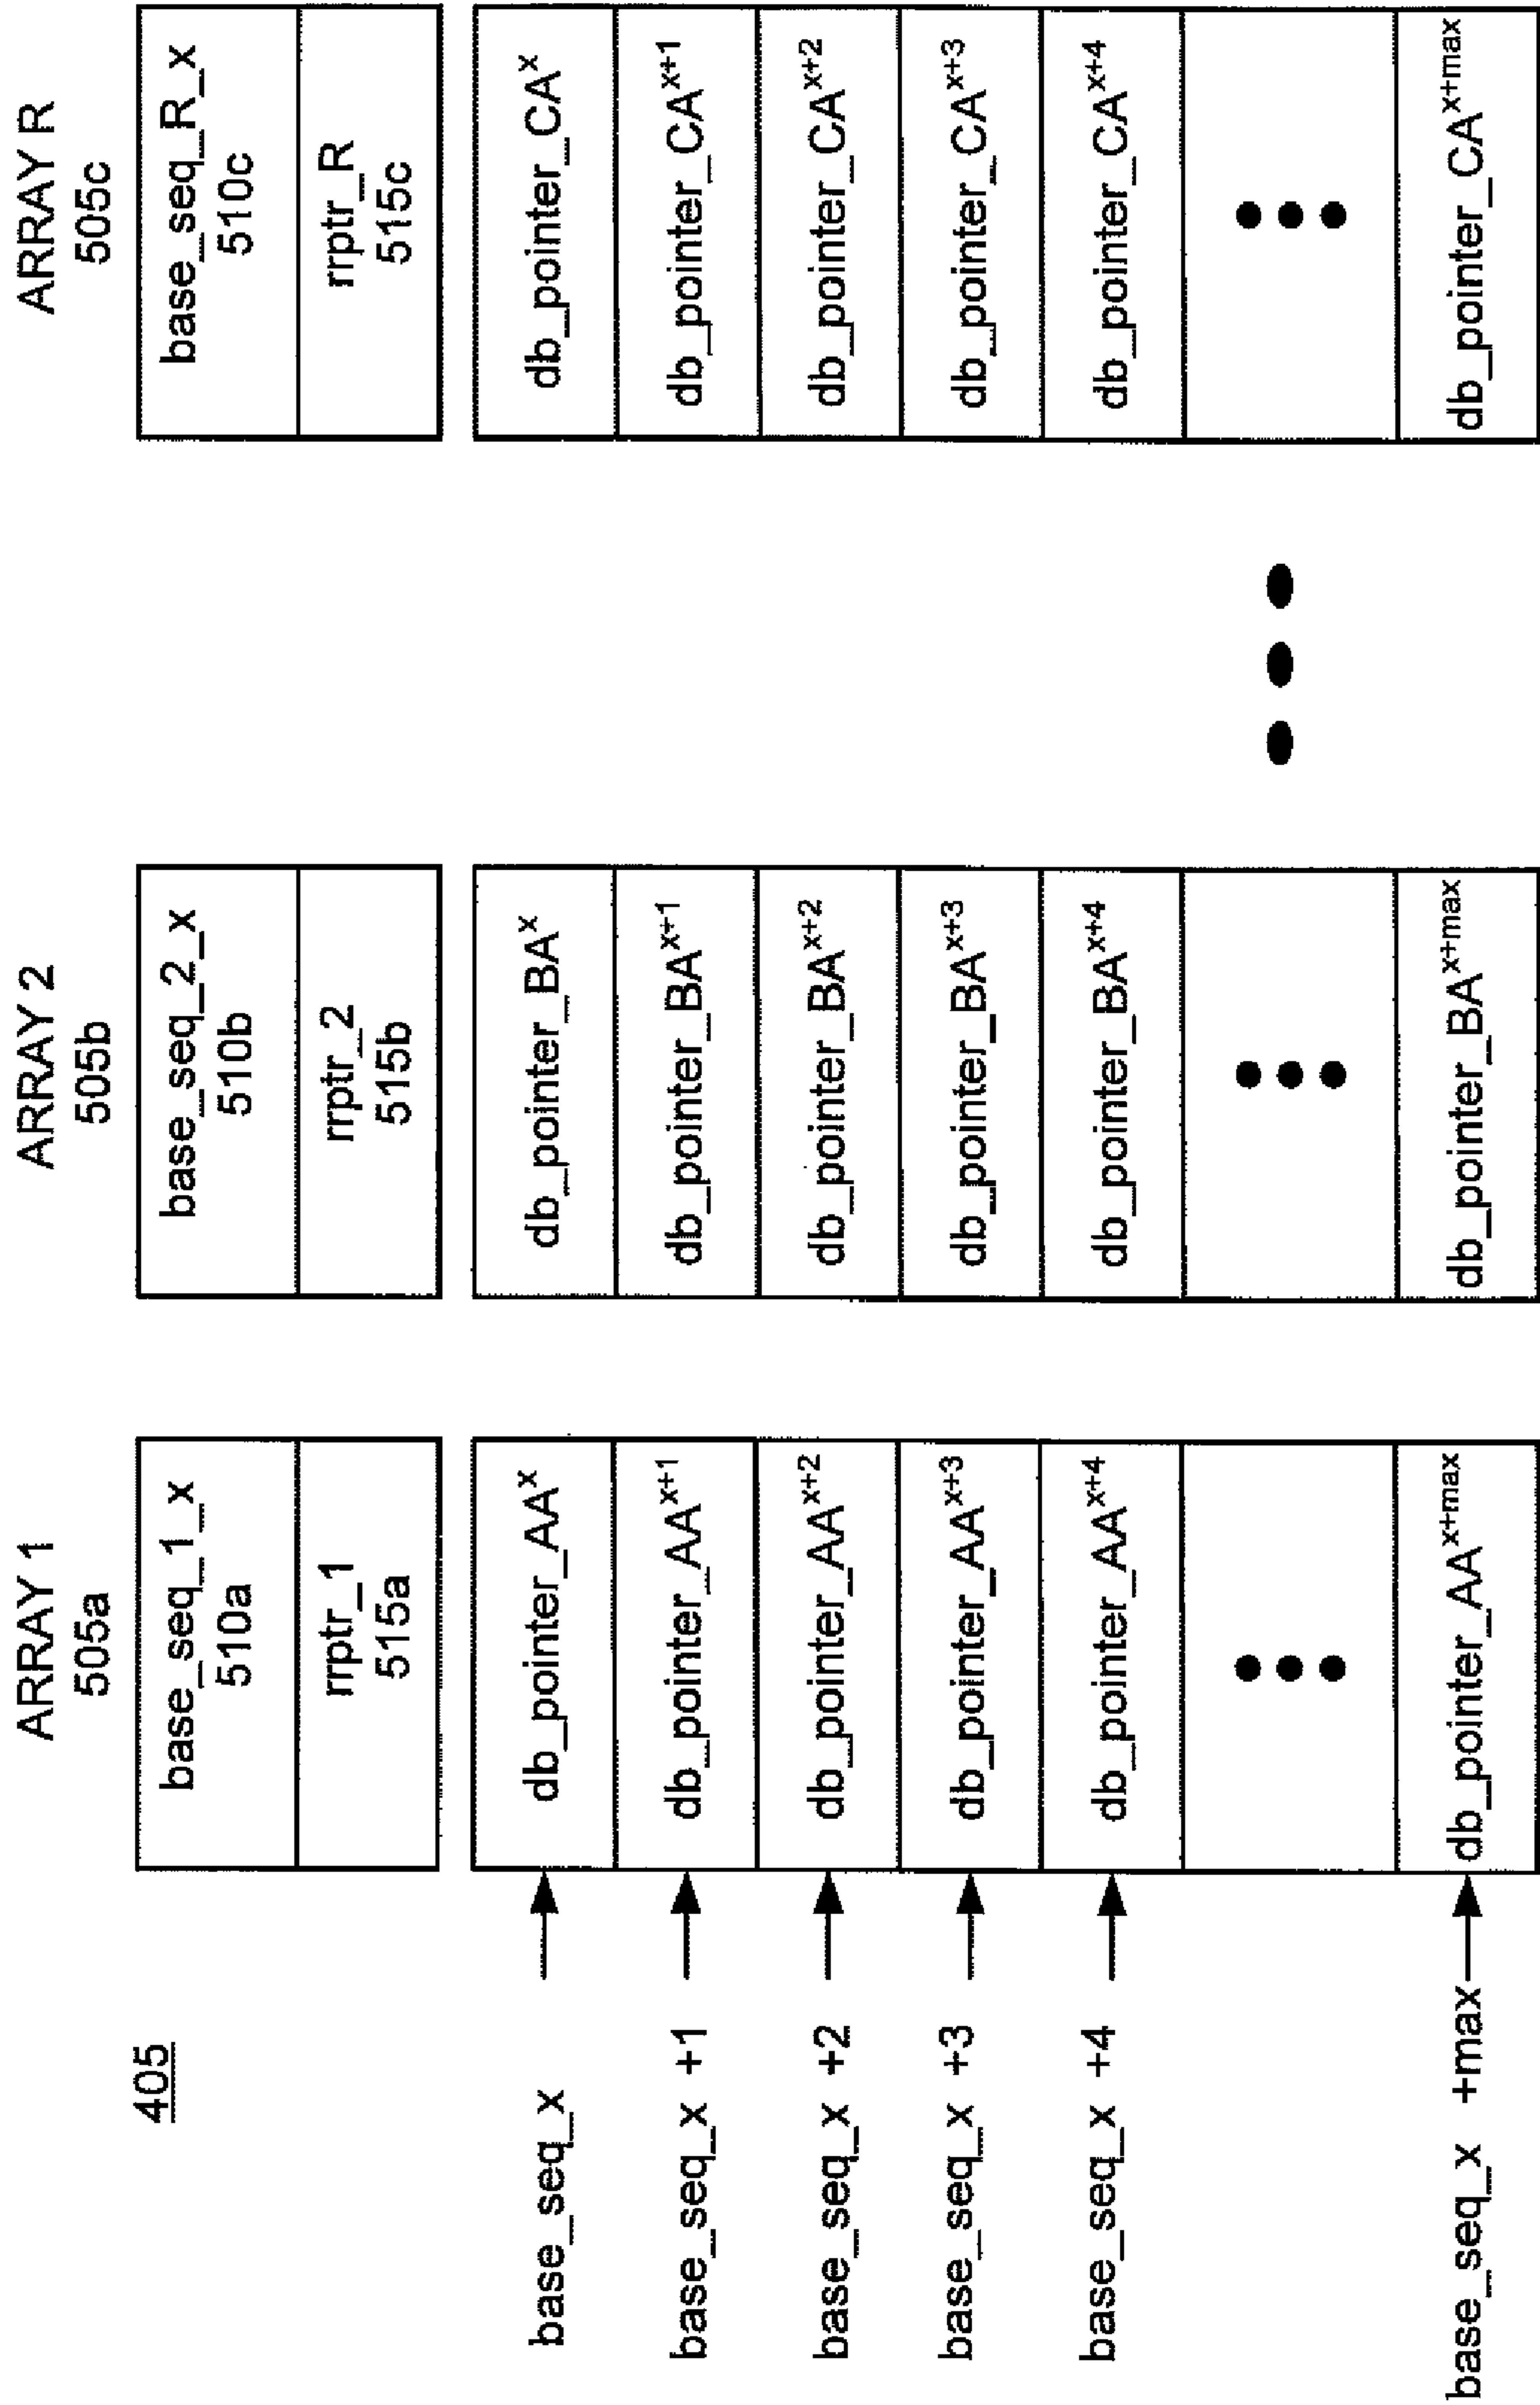 405
ARRAY 1
505a
base_seq_1_x
510a
rrptr_1
515a
base_seq_x
db_pointer_AA^x
base_seq_x +1
db_pointer_AA^x+1
base_seq_x +2
db_pointer_AA^x+2
base_seq_x +3
db_pointer_AA^x+3
base_seq_x +4
db_pointer_AA^x+4
base_seq_x +max
db_pointer_AA^x+max
ARRAY 2
505b
base_seq_2_x
510b
rrptr_2
515b
db_pointer_BA^x
db_pointer_BA^x+1
db_pointer_BA^x+2
db_pointer_BA^x+3
db_pointer_BA^x+4
db_pointer_BA^x+max
ARRAY R
505c
base_seq_R_x
510c
rrptr_R
515c
db_pointer_CA^x
db_pointer_CA^x+1
db_pointer_CA^x+2
db_pointer_CA^x+3
db_pointer_CA^x+4
db_pointer_CA^x+max